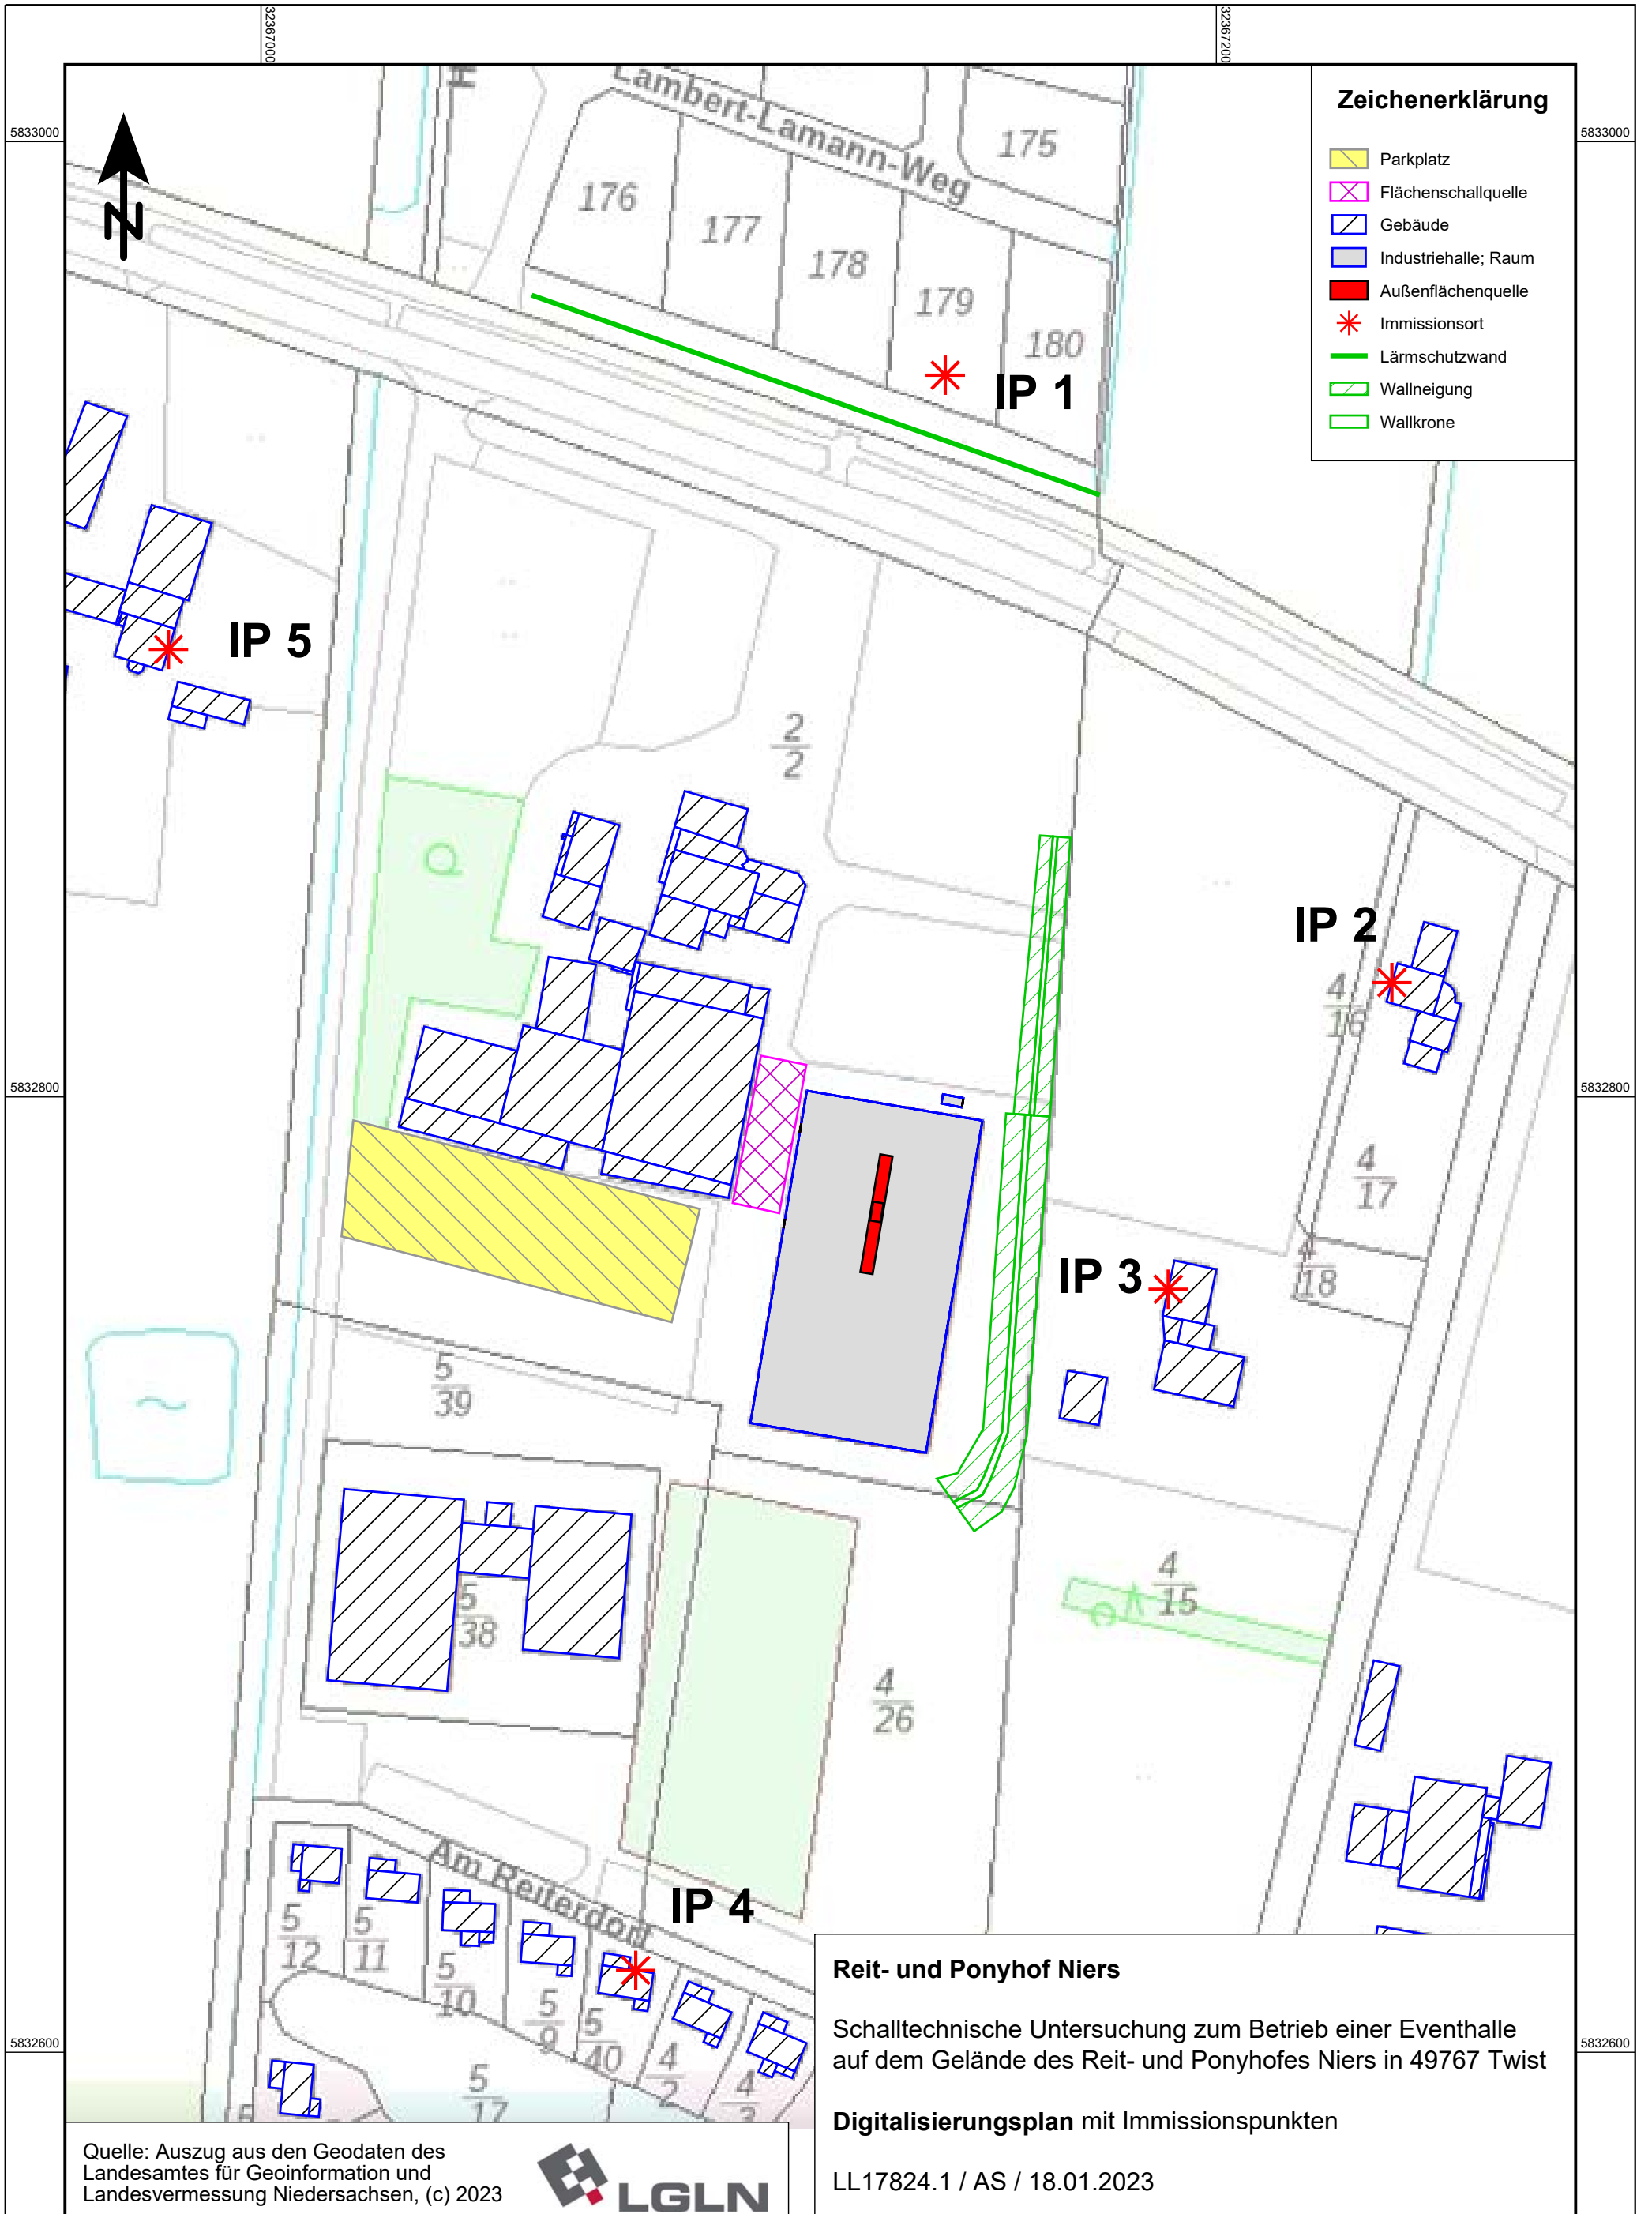 32367000
32367200
5833000
5833000
Zeichenerklärung
Parkplatz
Flächenschallquelle
Gebäude
Industriehalle; Raum
Außenflächenquelle
Immissionsort
Lärmschutzwand
Wallneigung
Wallkrone
N
H
Lambert-Lamann-Weg
175
176
177
178
179
180
IP 1
IP 5
2
2
IP 2
4
16
5832800
5832800
4
17
IP 3
4
18
5
39
5
38
4
15
4
26
Am Reiterdorf
IP 4
5
12
5
11
5
10
5
9
5
40
4
2
4
3
5
17
5
5832600
5832600
Reit- und Ponyhof Niers
Schalltechnische Untersuchung zum Betrieb einer Eventhalle
auf dem Gelände des Reit- und Ponyhofes Niers in 49767 Twist
Digitalisierungsplan mit Immissionspunkten
LL17824.1 / AS / 18.01.2023
Quelle: Auszug aus den Geodaten des
Landesamtes für Geoinformation und
Landesvermessung Niedersachsen, (c) 2023
LGLN